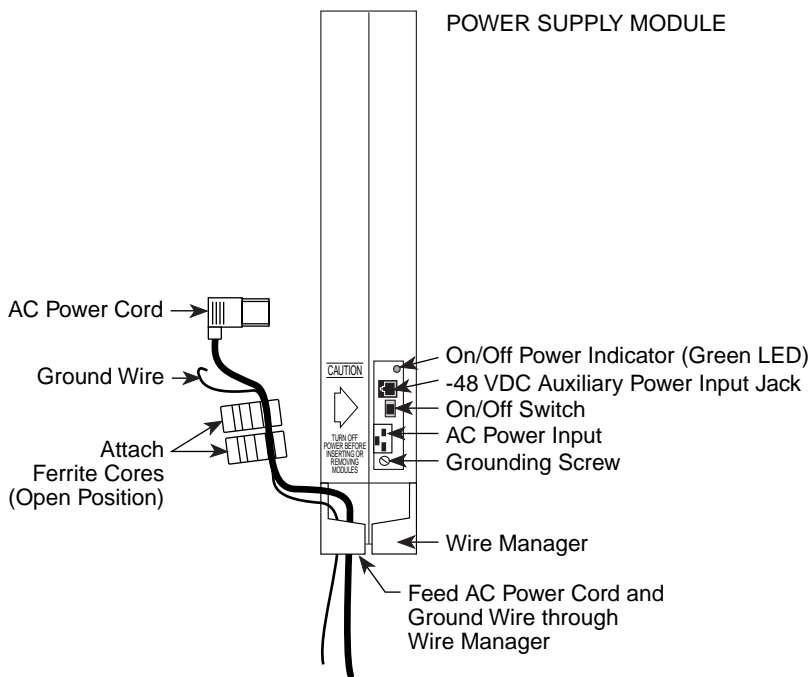 POWER SUPPLY MODULE
AC Power Cord
Ground Wire
Attach
Ferrite Cores
(Open Position)
CAUTION
TURN OFF
POWER BEFORE
INSERTING OR
REMOVING
MODULES
On/Off Power Indicator (Green LED)
-48 VDC Auxiliary Power Input Jack
On/Off Switch
AC Power Input
Grounding Screw
Wire Manager
Feed AC Power Cord and
Ground Wire through
Wire Manager